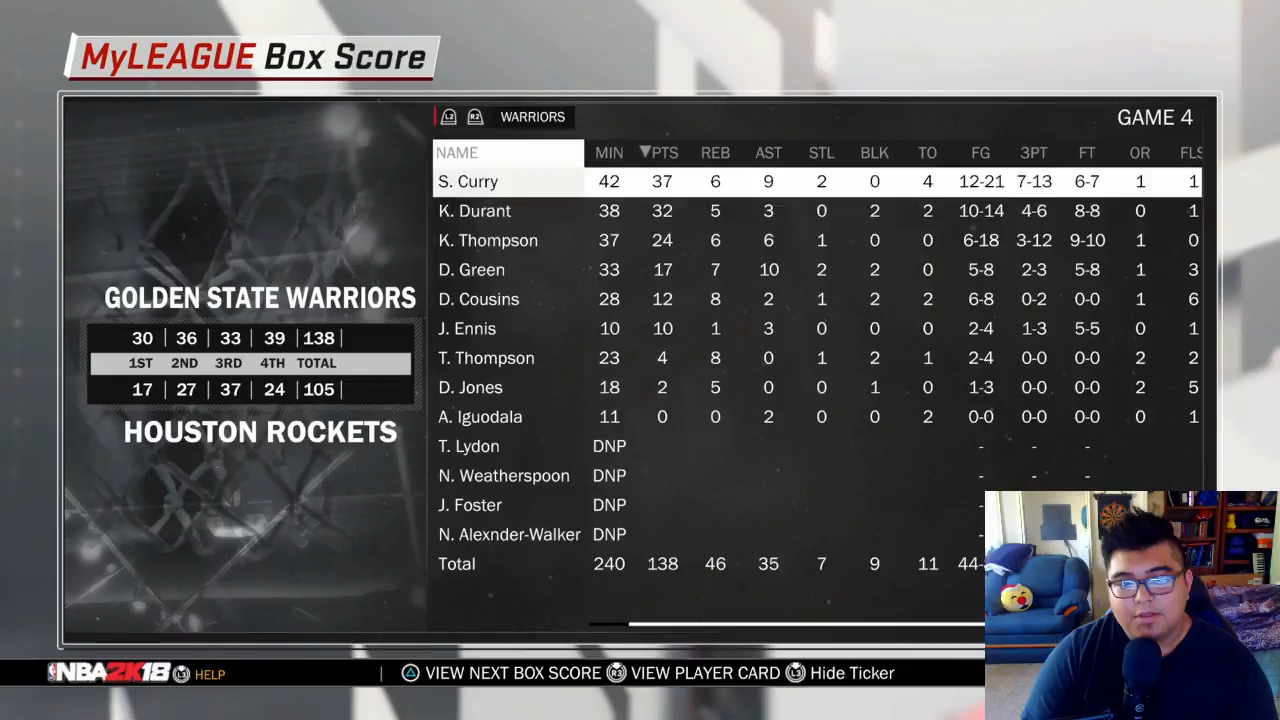 MyLEAGUE Box Score
L2 R2 WARRIORS GAME 4
NAME MIN ▼PTS REB AST STL BLK TO FG 3PT FT OR FLS
S. Curry 42 37 6 9 2 0 4 12-21 7-13 6-7 1 1
K. Durant 38 32 5 3 0 2 2 10-14 4-6 8-8 0 1
K. Thompson 37 24 6 6 1 0 0 6-18 3-12 9-10 1 0
D. Green 33 17 7 10 2 2 0 5-8 2-3 5-8 1 3
D. Cousins 28 12 8 2 1 2 2 6-8 0-2 0-0 1 6
J. Ennis 10 10 1 3 0 0 0 2-4 1-3 5-5 0 1
T. Thompson 23 4 8 0 1 2 1 2-4 0-0 0-0 2 2
D. Jones 18 2 5 0 0 1 0 1-3 0-0 0-0 2 5
A. Iguodala 11 0 0 2 0 0 2 0-0 0-0 0-0 0 1
T. Lydon DNP - - -
N. Weatherspoon DNP - - -
J. Foster DNP -
N. Alexnder-Walker DNP -
Total 240 138 46 35 7 9 11 44-
GOLDEN STATE WARRIORS
30 | 36 | 33 | 39 | 138 |
1ST 2ND 3RD 4TH TOTAL
17 | 27 | 37 | 24 | 105 |
HOUSTON ROCKETS
NBA2K18 L3 HELP | VIEW NEXT BOX SCORE R3 VIEW PLAYER CARD L3 Hide Ticker